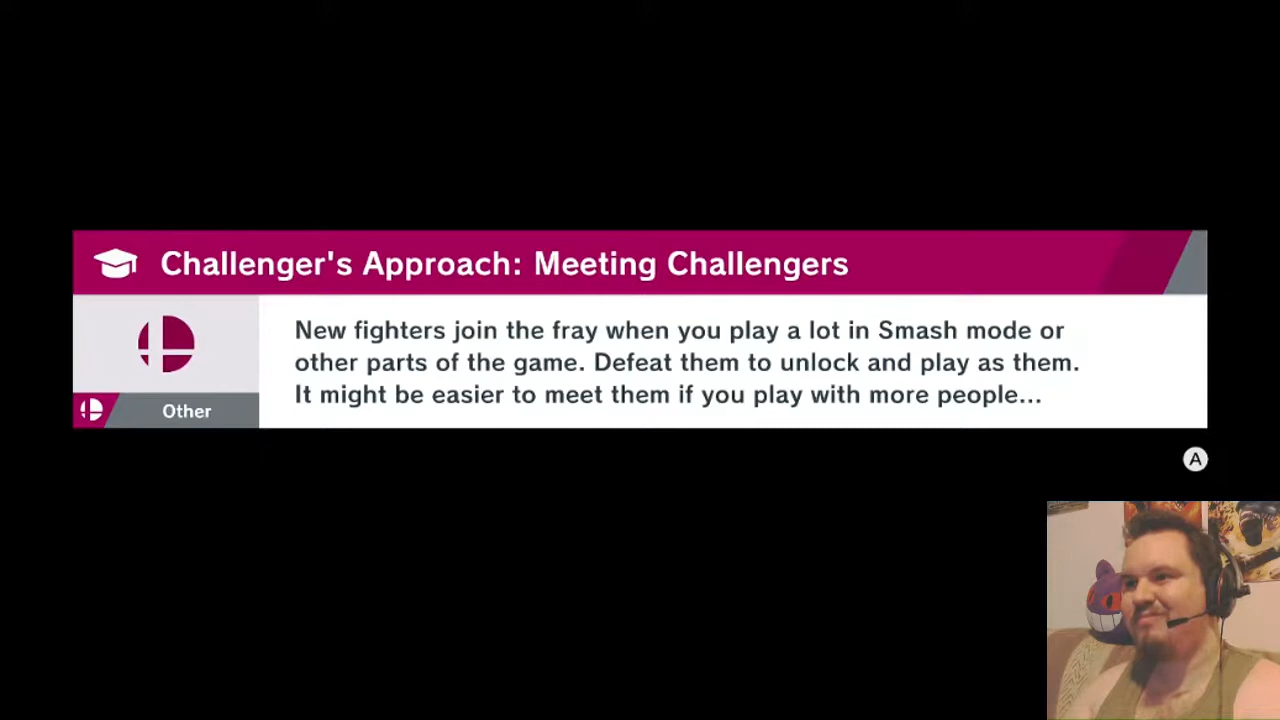 Challenger's Approach: Meeting Challengers
New fighters join the fray when you play a lot in Smash mode or
other parts of the game. Defeat them to unlock and play as them.
It might be easier to meet them if you play with more people...
Other
A